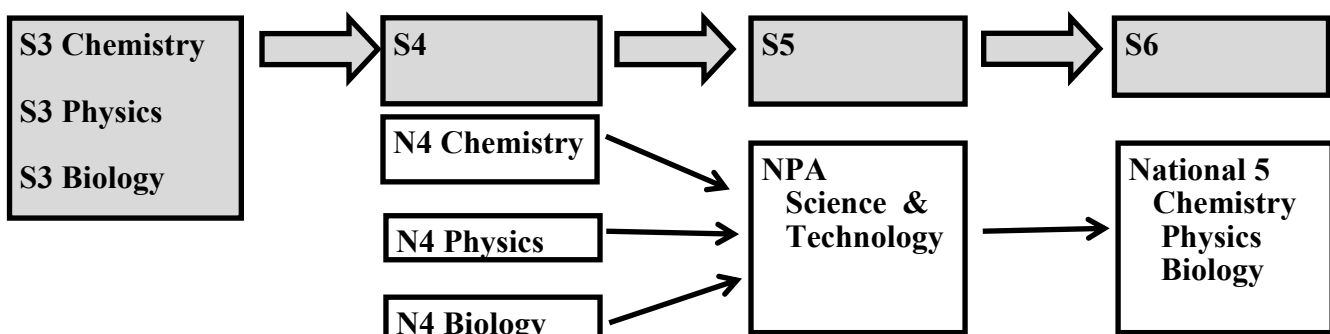 S3 Chemistry
S3 Physics
S3 Biology
S4
N4 Chemistry
N4 Physics
N4 Biology
S5
NPA
Science &
Technology
S6
National 5
Chemistry
Physics
Biology